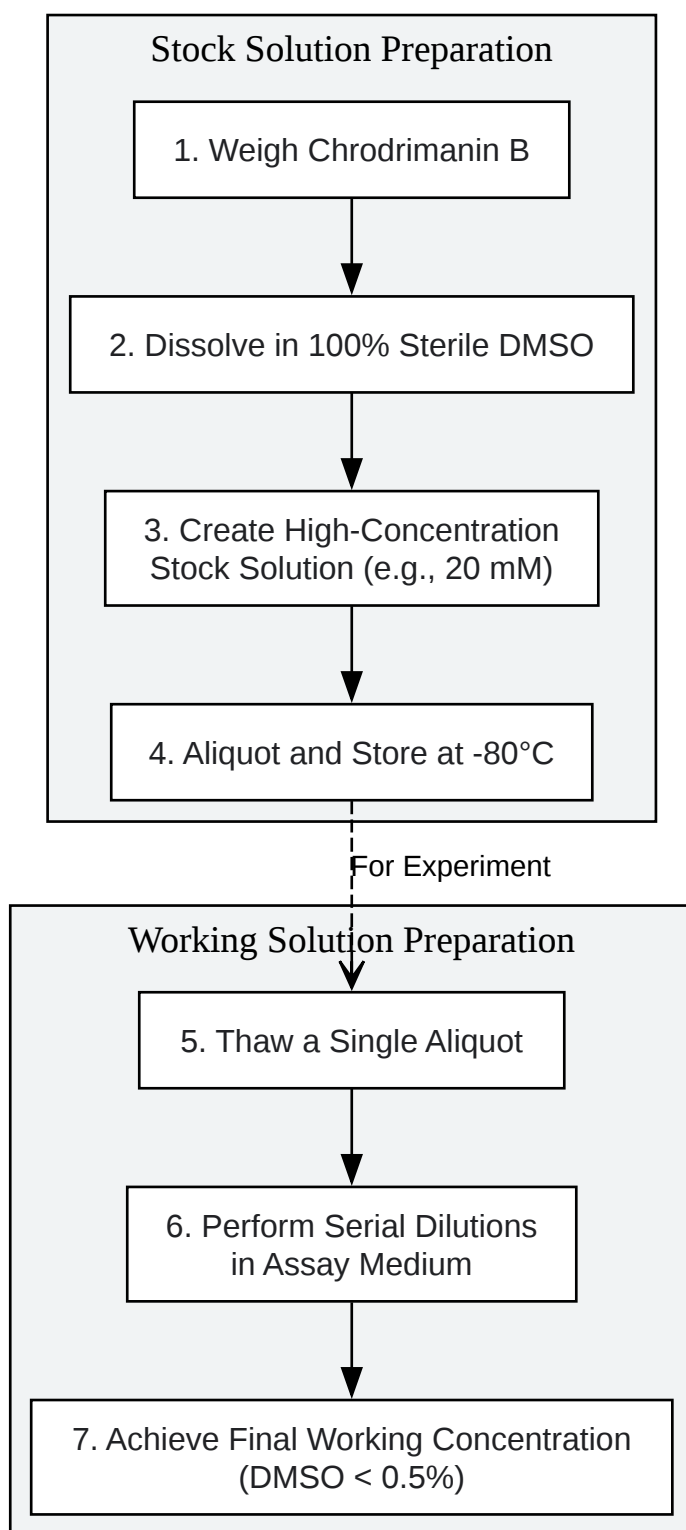 Stock Solution Preparation
1. Weigh Chrodrimanin B
2. Dissolve in 100% Sterile DMSO
3. Create High-Concentration
Stock Solution (e.g., 20 mM)
4. Aliquot and Store at -80°C
For Experiment
Working Solution Preparation
5. Thaw a Single Aliquot
6. Perform Serial Dilutions
in Assay Medium
7. Achieve Final Working Concentration
(DMSO < 0.5%)